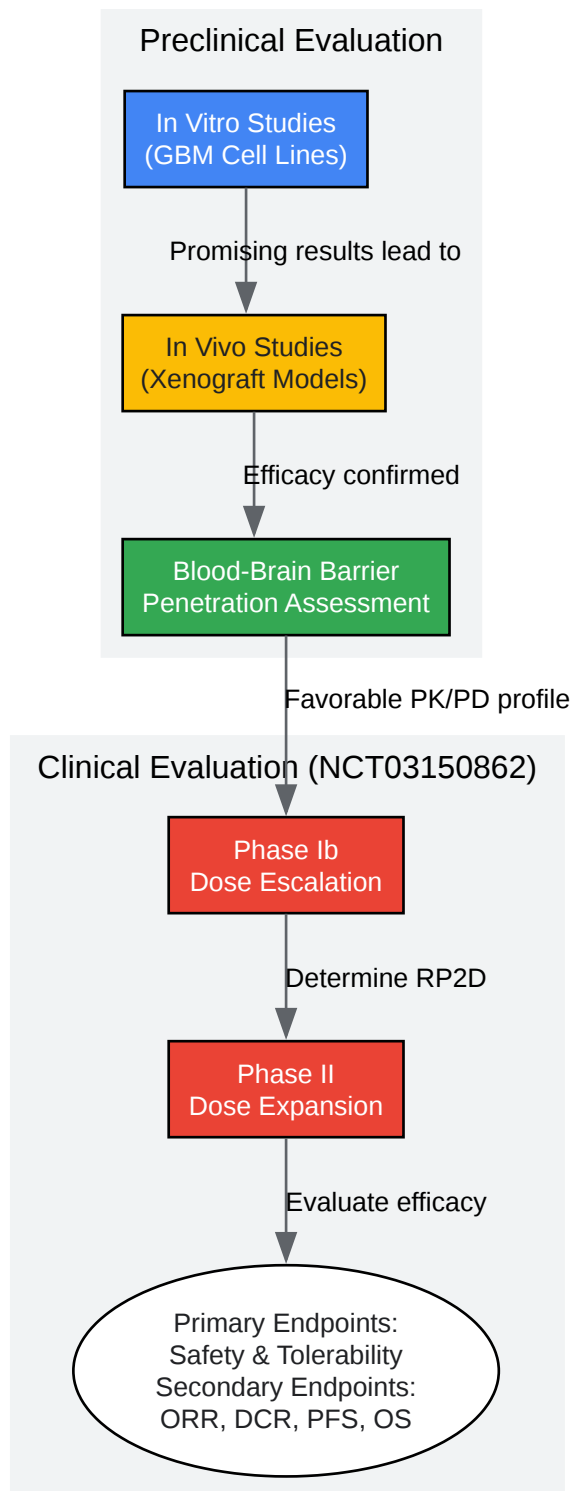 Preclinical Evaluation
In Vitro Studies
(GBM Cell Lines)
Promising results lead to
In Vivo Studies
(Xenograft Models)
Efficacy confirmed
Blood-Brain Barrier
Penetration Assessment
Favorable PK/PD profile
Clinical Evaluation (NCT03150862)
Phase Ib
Dose Escalation
Determine RP2D
Phase II
Dose Expansion
Evaluate efficacy
Primary Endpoints:
Safety & Tolerability
Secondary Endpoints:
ORR, DCR, PFS, OS